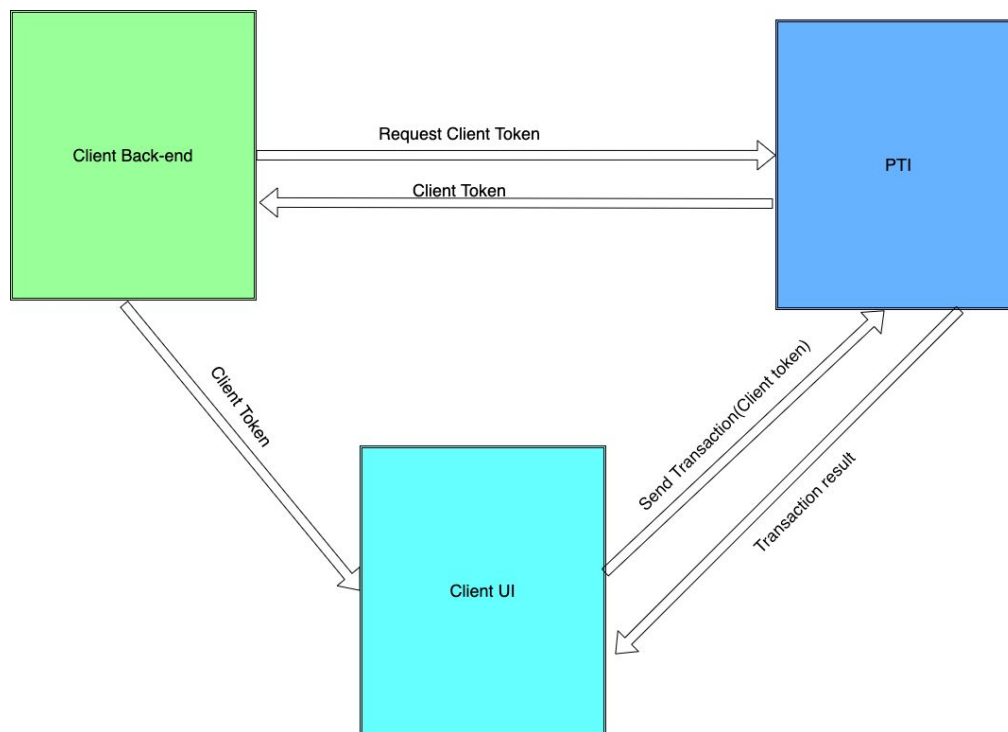 Request Client Token
Client Back-end
PTI
Client Token
Client Token
Send Transaction(Client token)
Transaction result
Client UI